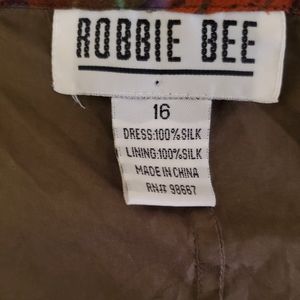 ROBBIE BEE
16
DRESS:100% SILK
LINING:100% SILK
MADE IN CHINA
RN# 98667